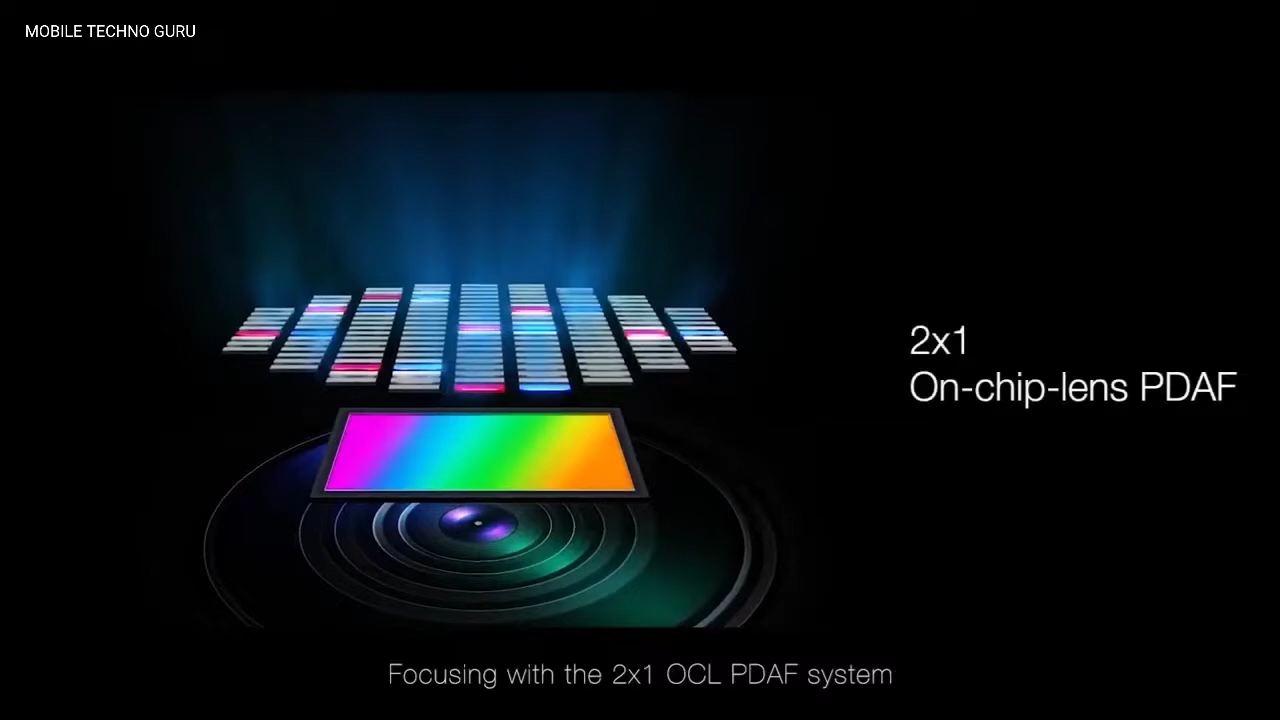 MOBILE TECHNO GURU
2x1
On-chip-lens PDAF
Focusing with the 2x1 OCL PDAF system